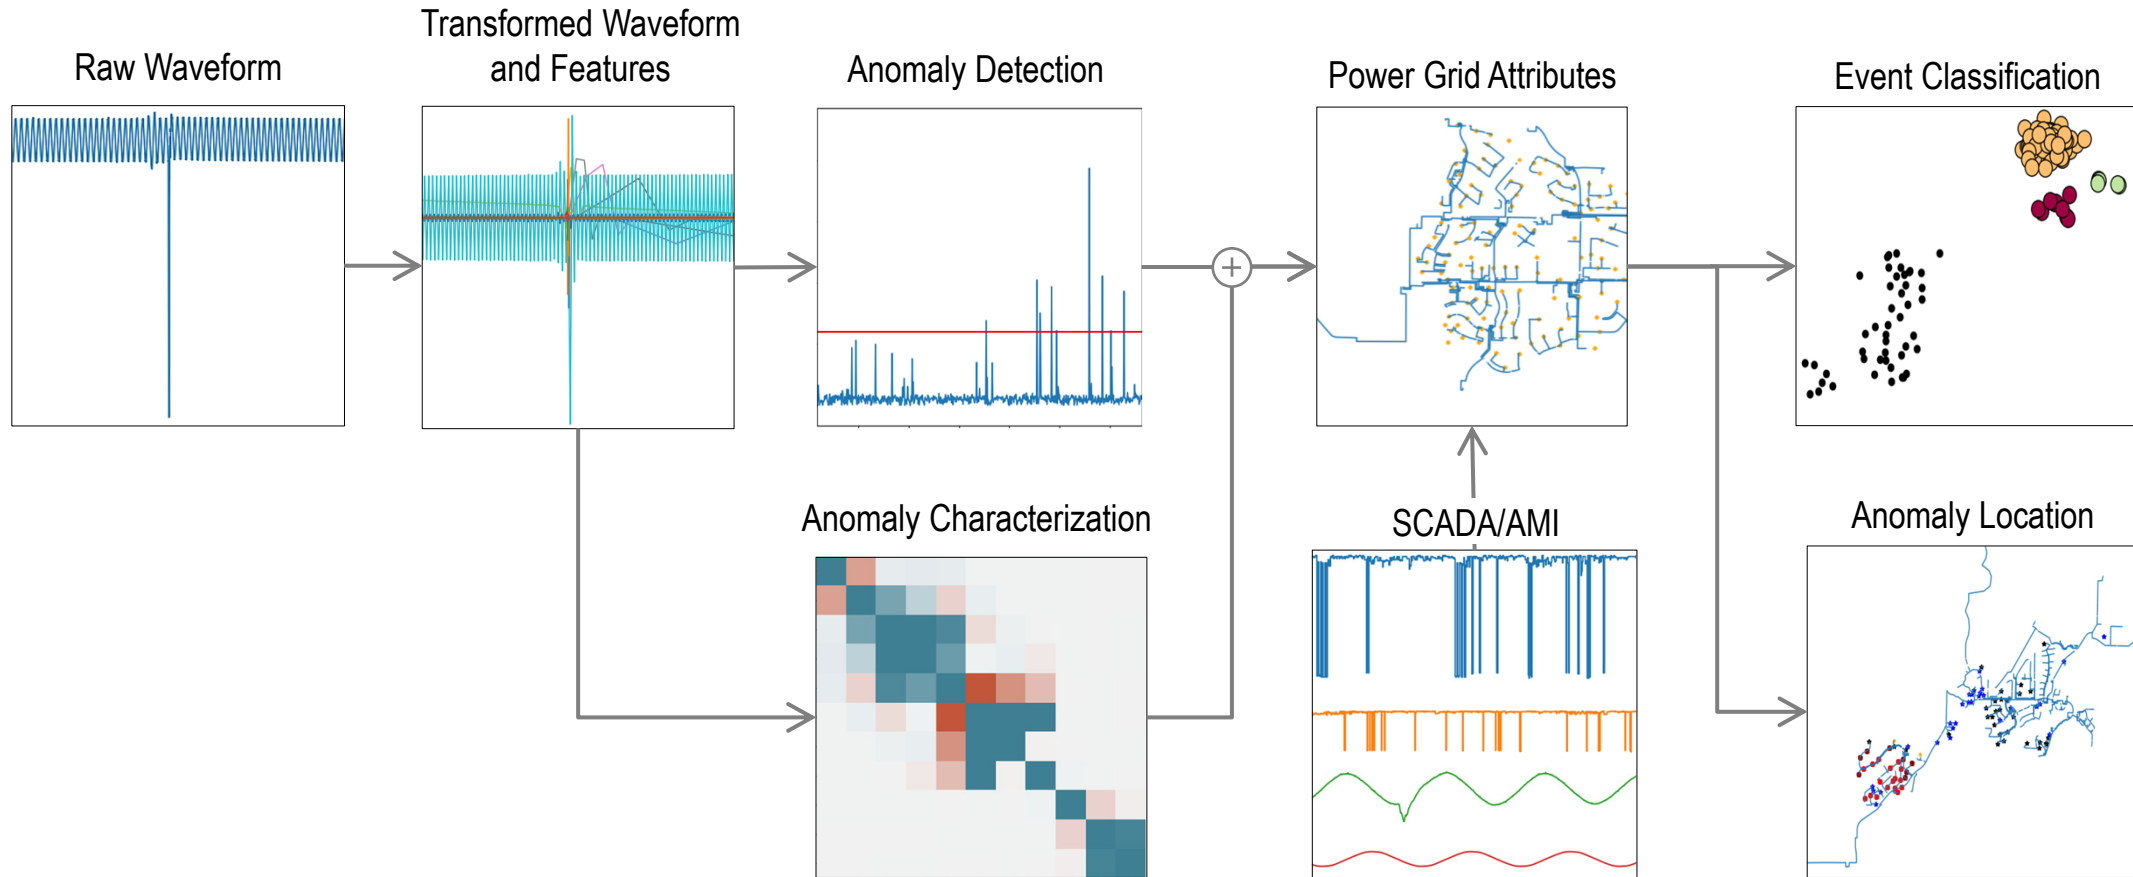 Raw Waveform
Transformed Waveform
and Features
Anomaly Detection
Power Grid Attributes
Event Classification
Anomaly Characterization
SCADA/AMI
Anomaly Location